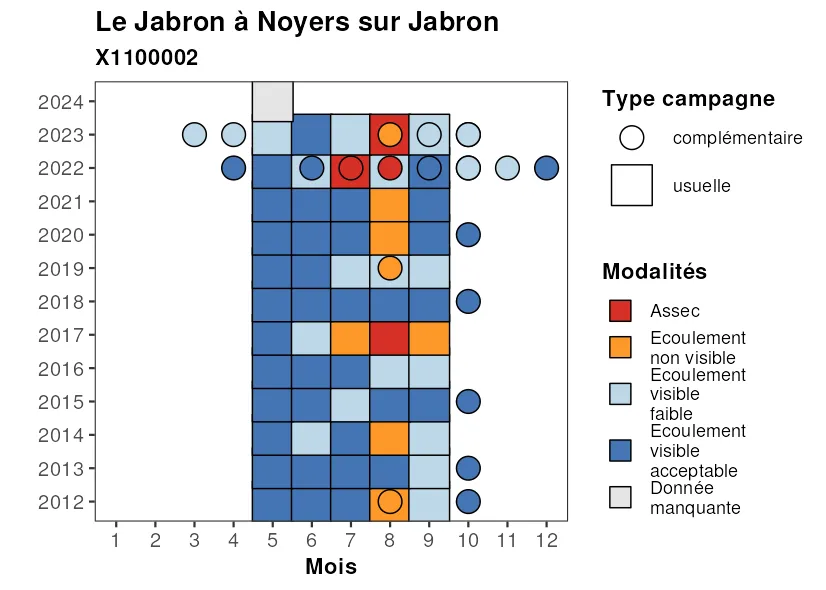 Le Jabron à Noyers sur Jabron
X1100002
2024
2023
2022
2021
2020
2019
2018
2017
2016
2015
2014
2013
2012
1 2 3 4 5 6 7 8 9 10 11 12
Mois
Type campagne
complémentaire
usuelle
Modalités
Assec
Ecoulement
non visible
Ecoulement
visible
faible
Ecoulement
visible
acceptable
Donnée
manquante